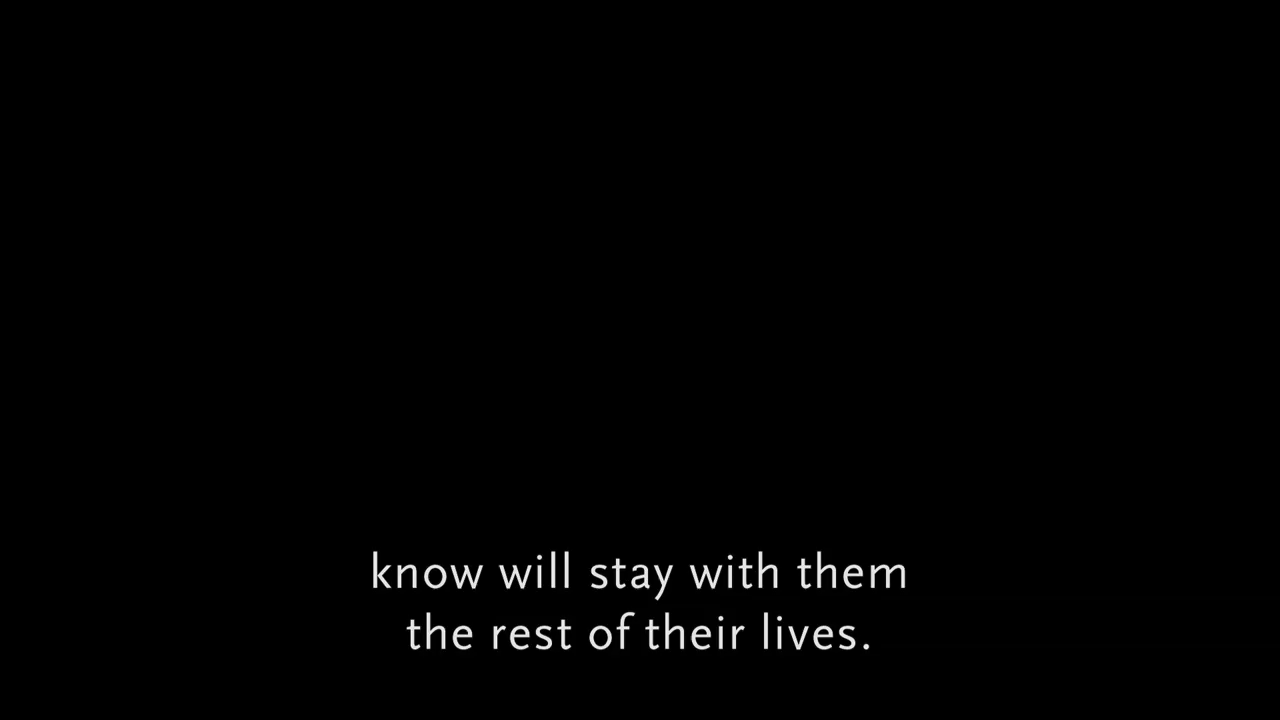 know will stay with them
the rest of their lives.